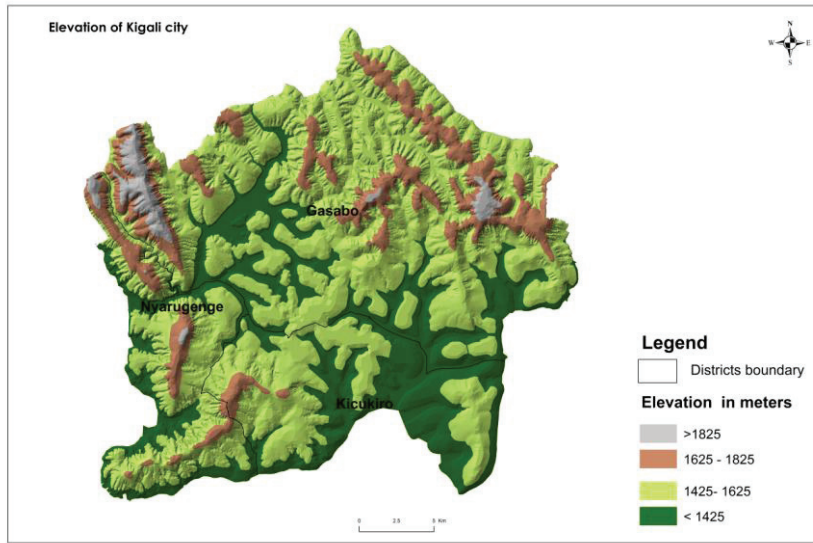 Elevation of Kigali city
N
W E
S
Gasabo
Nyarugenge
Kicukiro
Legend
Districts boundary
Elevation in meters
>1825
1625 - 1825
1425- 1625
< 1425
0 2.5 5 Km